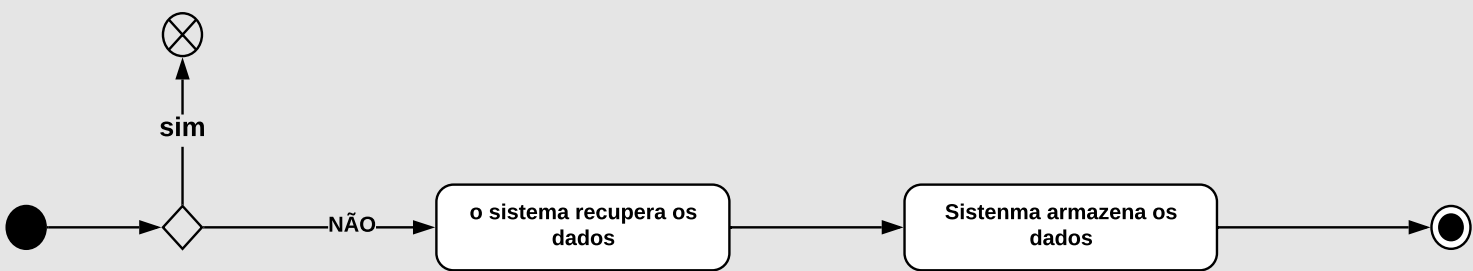 sim
NÃO
o sistema recupera os
dados
Sistenma armazena os
dados